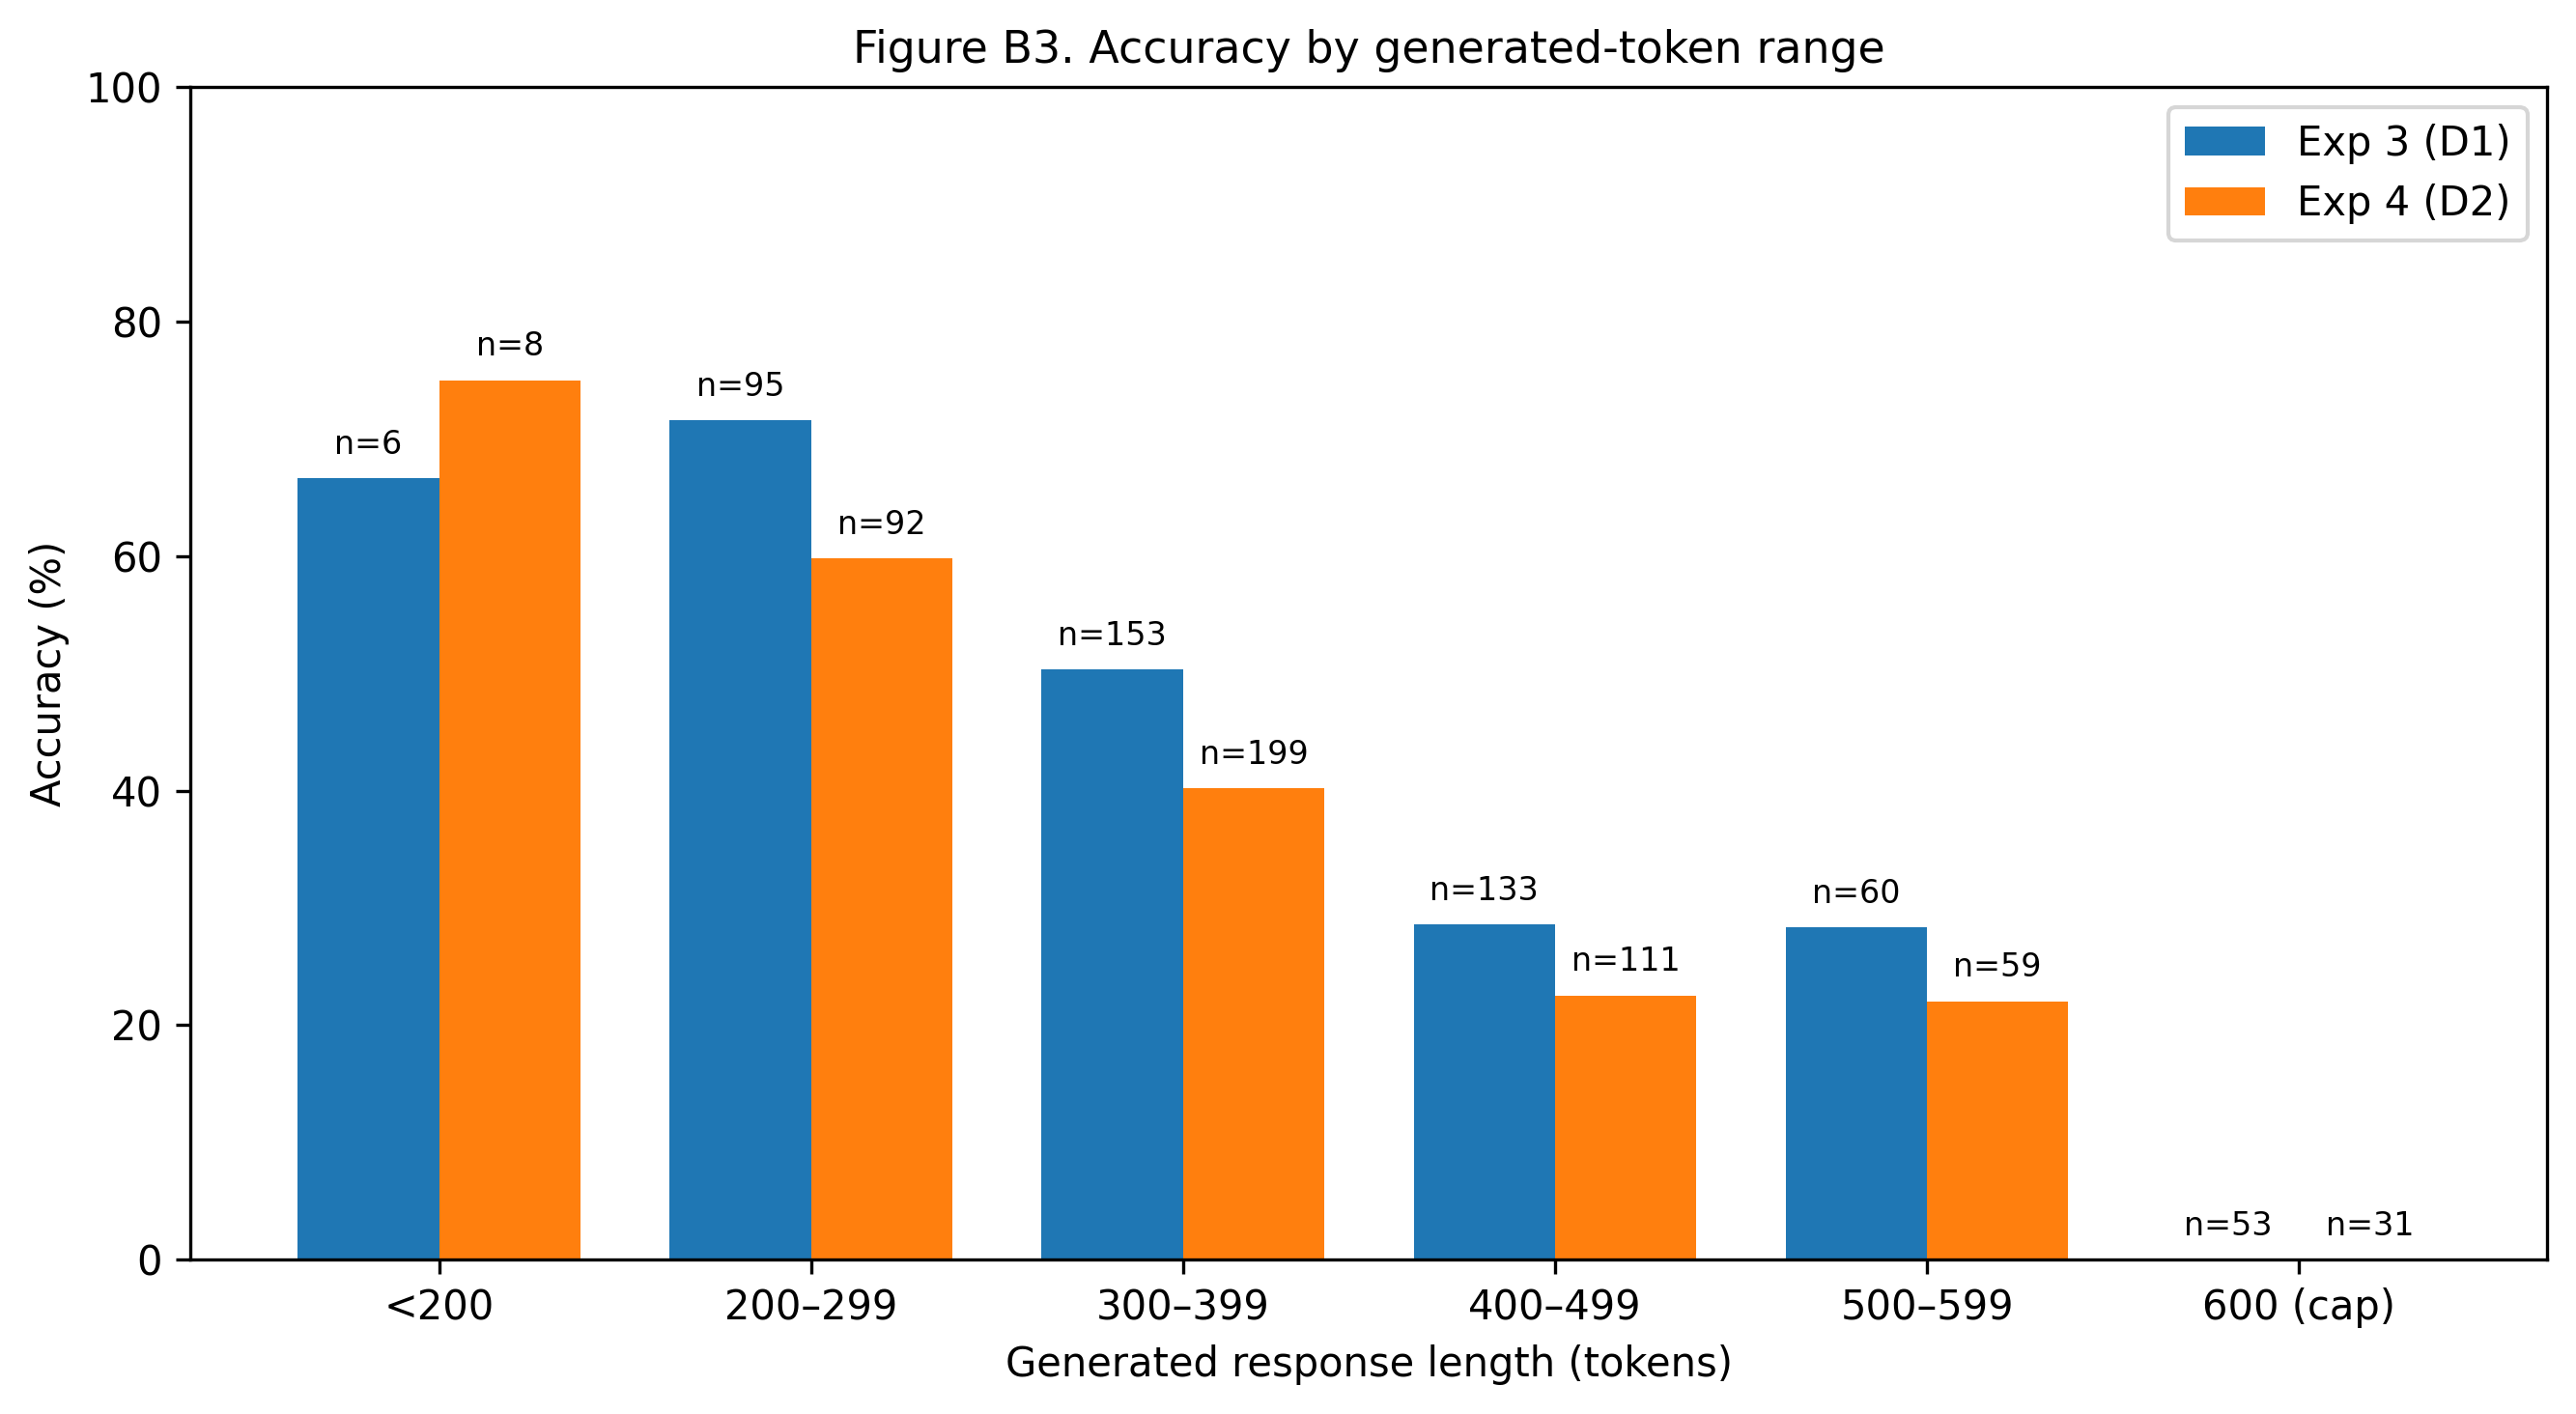 Figure B3. Accuracy by generated-token range
Accuracy (%)
100
80
60
40
20
0
Exp 3 (D1)
Exp 4 (D2)
n=6
n=8
n=95
n=92
n=153
n=199
n=133
n=111
n=60
n=59
n=53
n=31
<200
200–299
300–399
400–499
500–599
600 (cap)
Generated response length (tokens)